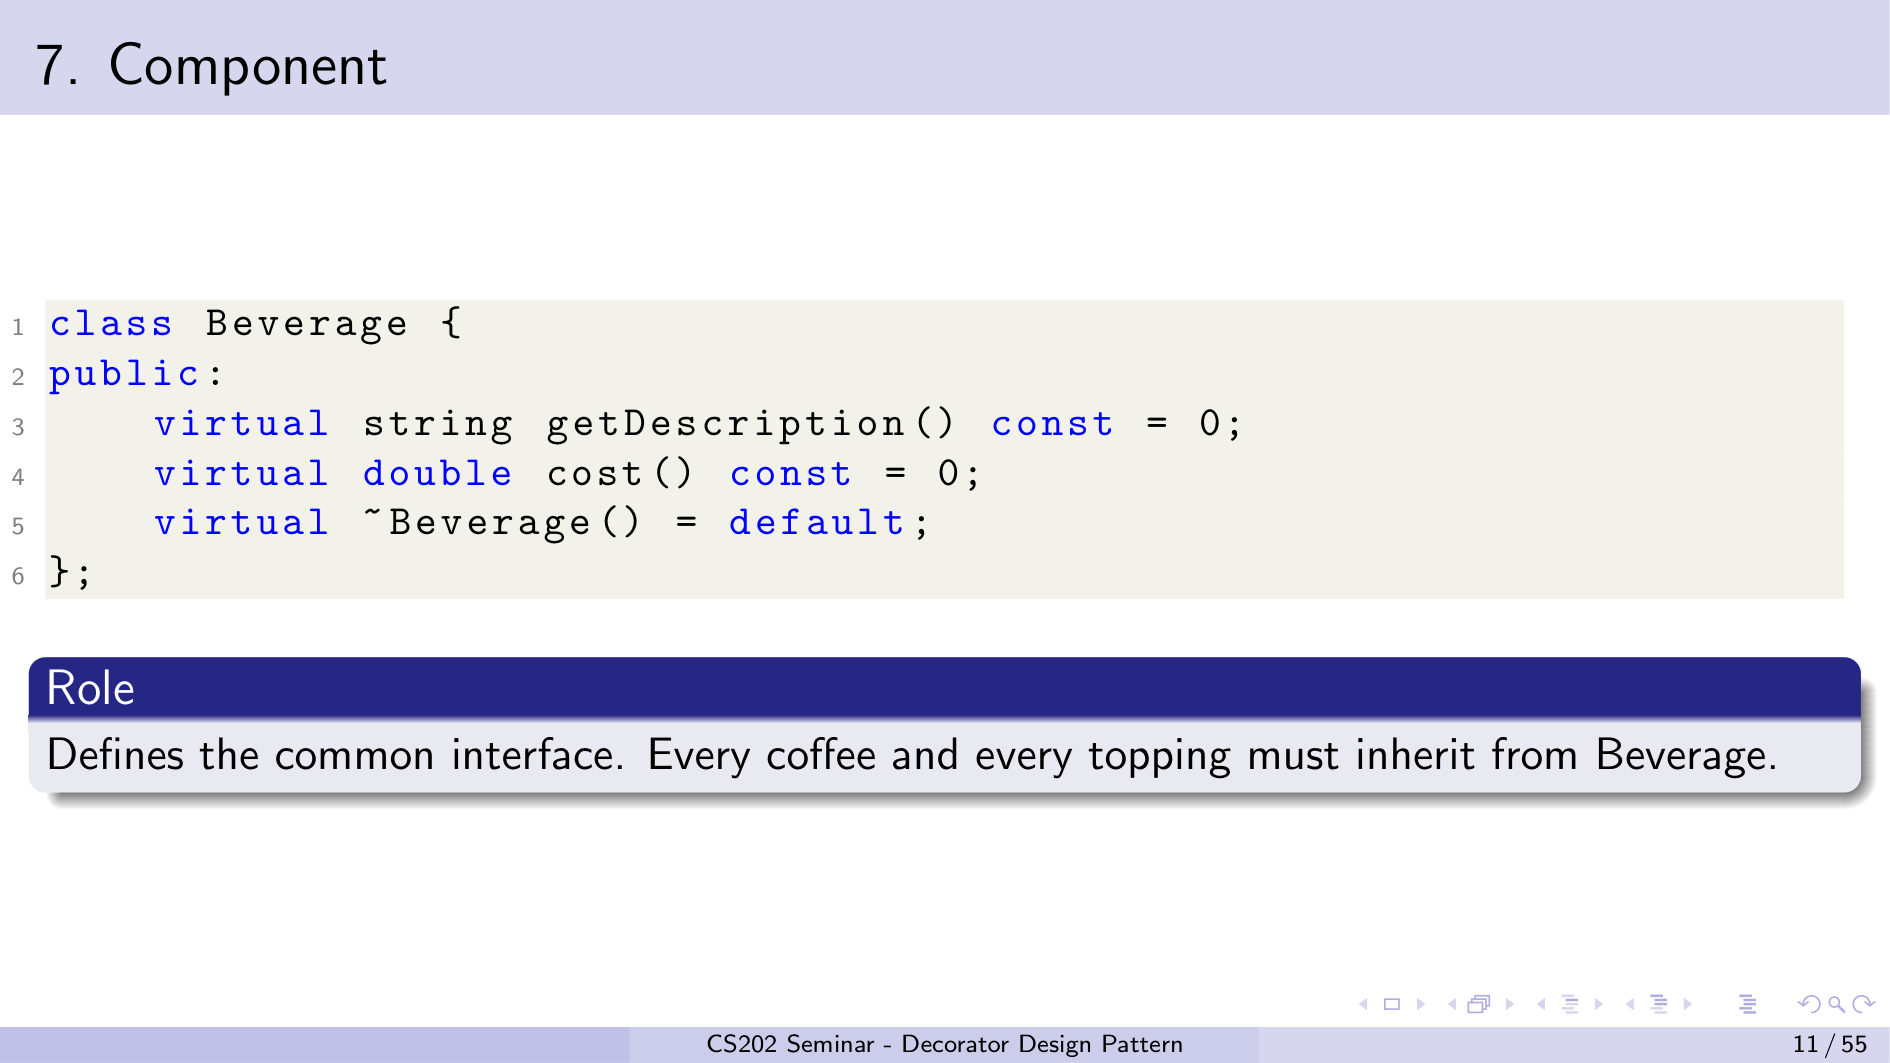 7. Component
1 class Beverage {
2 public:
3     virtual string getDescription() const = 0;
4     virtual double cost() const = 0;
5     virtual ~Beverage() = default;
6 };
Role
Defines the common interface. Every coffee and every topping must inherit from Beverage.
CS202 Seminar - Decorator Design Pattern
11 / 55